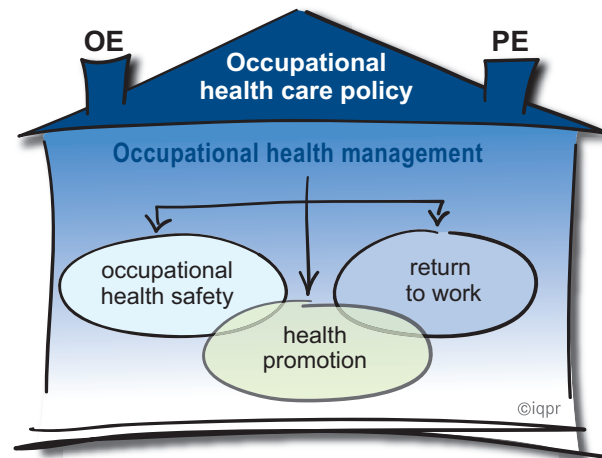 OE
PE
Occupational
health care policy
Occupational health management
occupational
health safety
return
to work
health
promotion
©iqpr